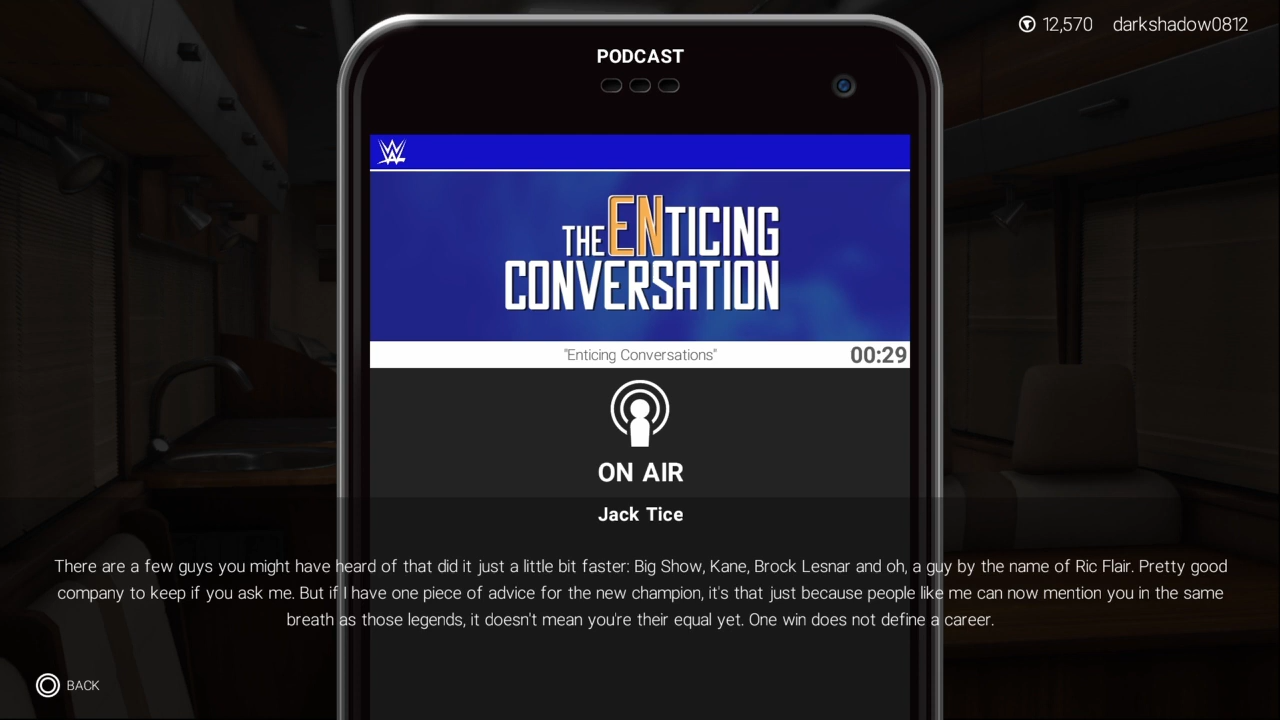 12,570 darkshadow0812
PODCAST
W
THE ENTICING
CONVERSATION
"Enticing Conversations" 00:29
ON AIR
Jack Tice
There are a few guys you might have heard of that did it just a little bit faster: Big Show, Kane, Brock Lesnar and oh, a guy by the name of Ric Flair. Pretty good
company to keep if you ask me. But if I have one piece of advice for the new champion, it's that just because people like me can now mention you in the same
breath as those legends, it doesn't mean you're their equal yet. One win does not define a career.
BACK